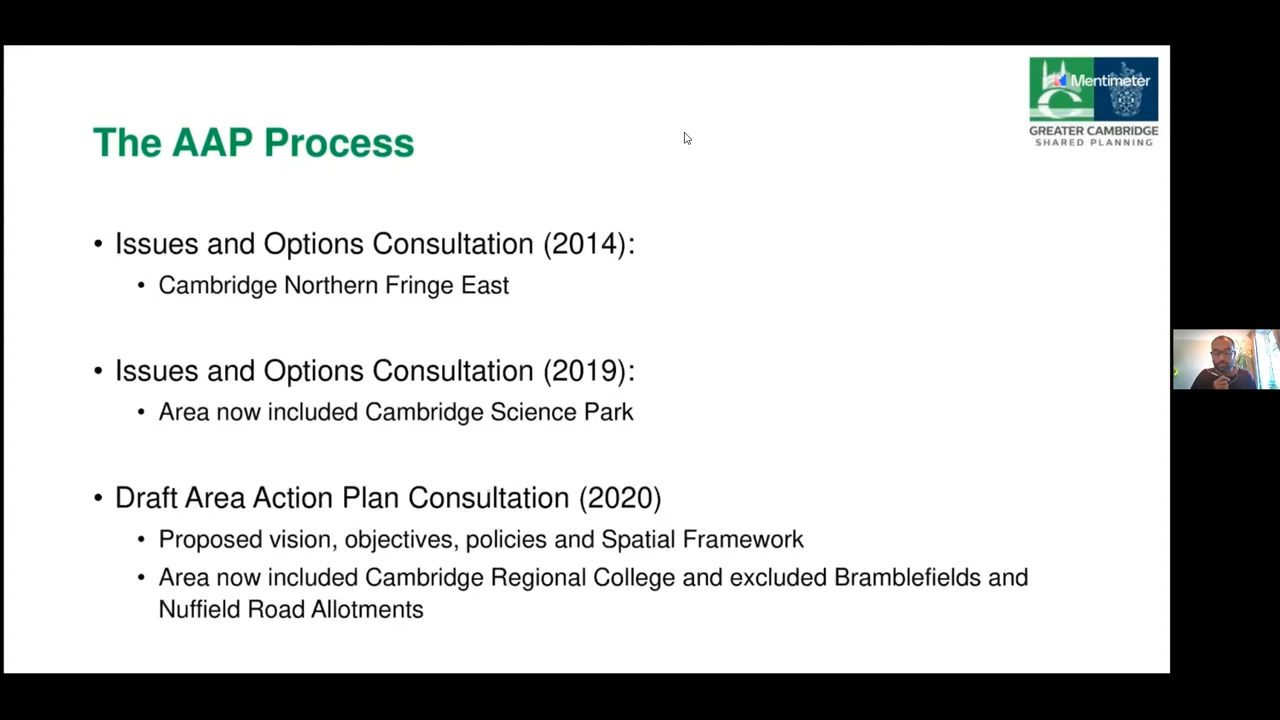 Mentimeter
GREATER CAMBRIDGE
SHARED PLANNING
The AAP Process
• Issues and Options Consultation (2014):
• Cambridge Northern Fringe East
• Issues and Options Consultation (2019):
• Area now included Cambridge Science Park
• Draft Area Action Plan Consultation (2020)
• Proposed vision, objectives, policies and Spatial Framework
• Area now included Cambridge Regional College and excluded Bramblefields and
Nuffield Road Allotments